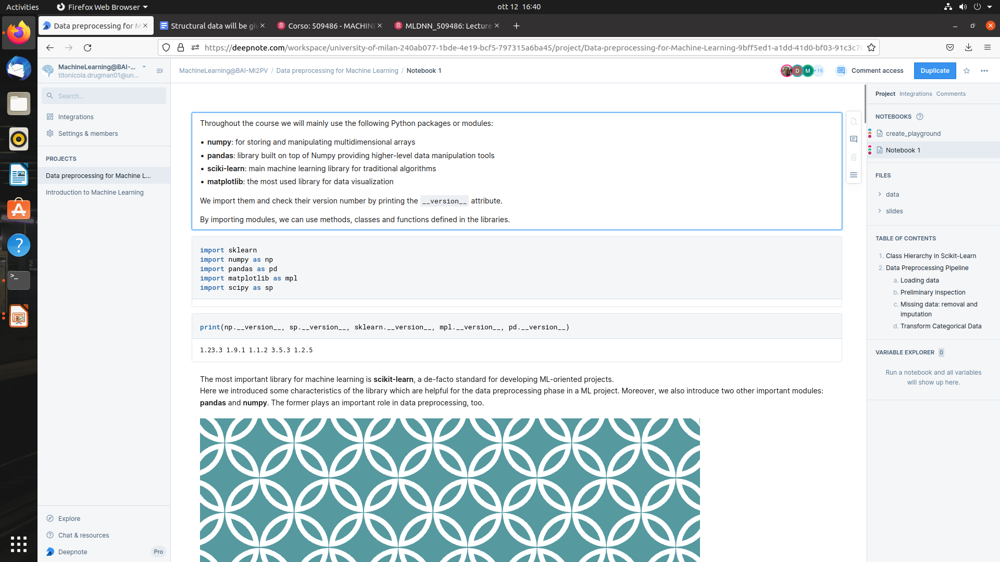 Activities
Firefox Web Browser
ott 12 16:40
Data preprocessing for M
Structural data will be giv
Corso: 509486 - MACHINE
MLDNN_509486: Lecture
https://deepnote.com/workspace/university-of-milan-240ab077-1bde-4e19-bcf5-797315a6ba45/project/Data-preprocessing-for-Machine-Learning-9bff5ed1-a1dd-41d0-bf03-91c3c70
MachineLearning@BAI-...
titonicola.drugman01@un...
MachineLearning@BAI-Mi2PV / Data preprocessing for Machine Learning / Notebook 1
D
M
+15
Comment access
Duplicate
Search...
Integrations
Settings & members
PROJECTS
Data preprocessing for Machine L...
Introduction to Machine Learning
Explore
Chat & resources
Deepnote
Pro
Throughout the course we will mainly use the following Python packages or modules:
• numpy: for storing and manipulating multidimensional arrays
• pandas: library built on top of Numpy providing higher-level data manipulation tools
• sciki-learn: main machine learning library for traditional algorithms
• matplotlib: the most used library for data visualization
We import them and check their version number by printing the __version__ attribute.
By importing modules, we can use methods, classes and functions defined in the libraries.
import sklearn
import numpy as np
import pandas as pd
import matplotlib as mpl
import scipy as sp
print(np.__version__, sp.__version__, sklearn.__version__, mpl.__version__, pd.__version__)
1.23.3 1.9.1 1.1.2 3.5.3 1.2.5
The most important library for machine learning is scikit-learn, a de-facto standard for developing ML-oriented projects.
Here we introduced some characteristics of the library which are helpful for the data preprocessing phase in a ML project. Moreover, we also introduce two other important modules:
pandas and numpy. The former plays an important role in data preprocessing, too.
Project Integrations Comments
NOTEBOOKS
create_playground
Notebook 1
FILES
data
slides
TABLE OF CONTENTS
1. Class Hierarchy in Scikit-Learn
2. Data Preprocessing Pipeline
a. Loading data
b. Preliminary inspection
c. Missing data: removal and
imputation
d. Transform Categorical Data
VARIABLE EXPLORER 0
Run a notebook and all variables
will show up here.